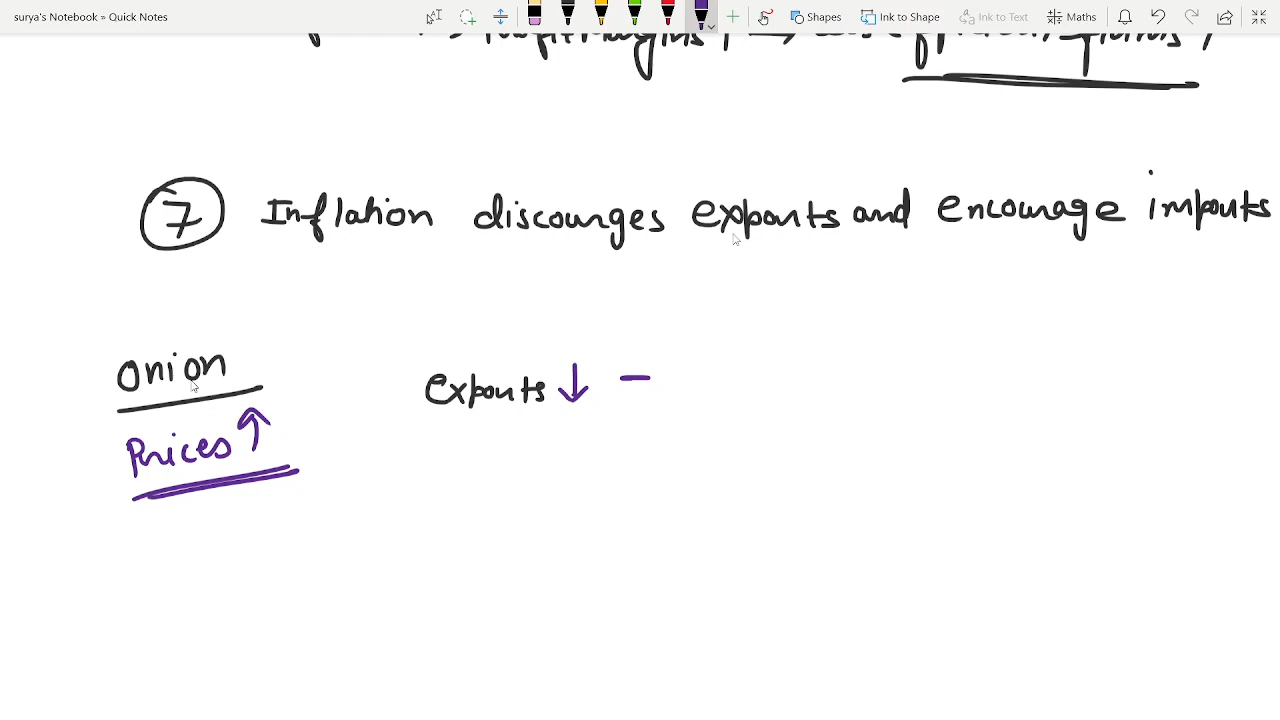 surya's Notebook » Quick Notes
Shapes Ink to Shape Ink to Text Maths
7 Inflation discourges exports and encourage imports
Onion
Prices ↑
exports ↓ –